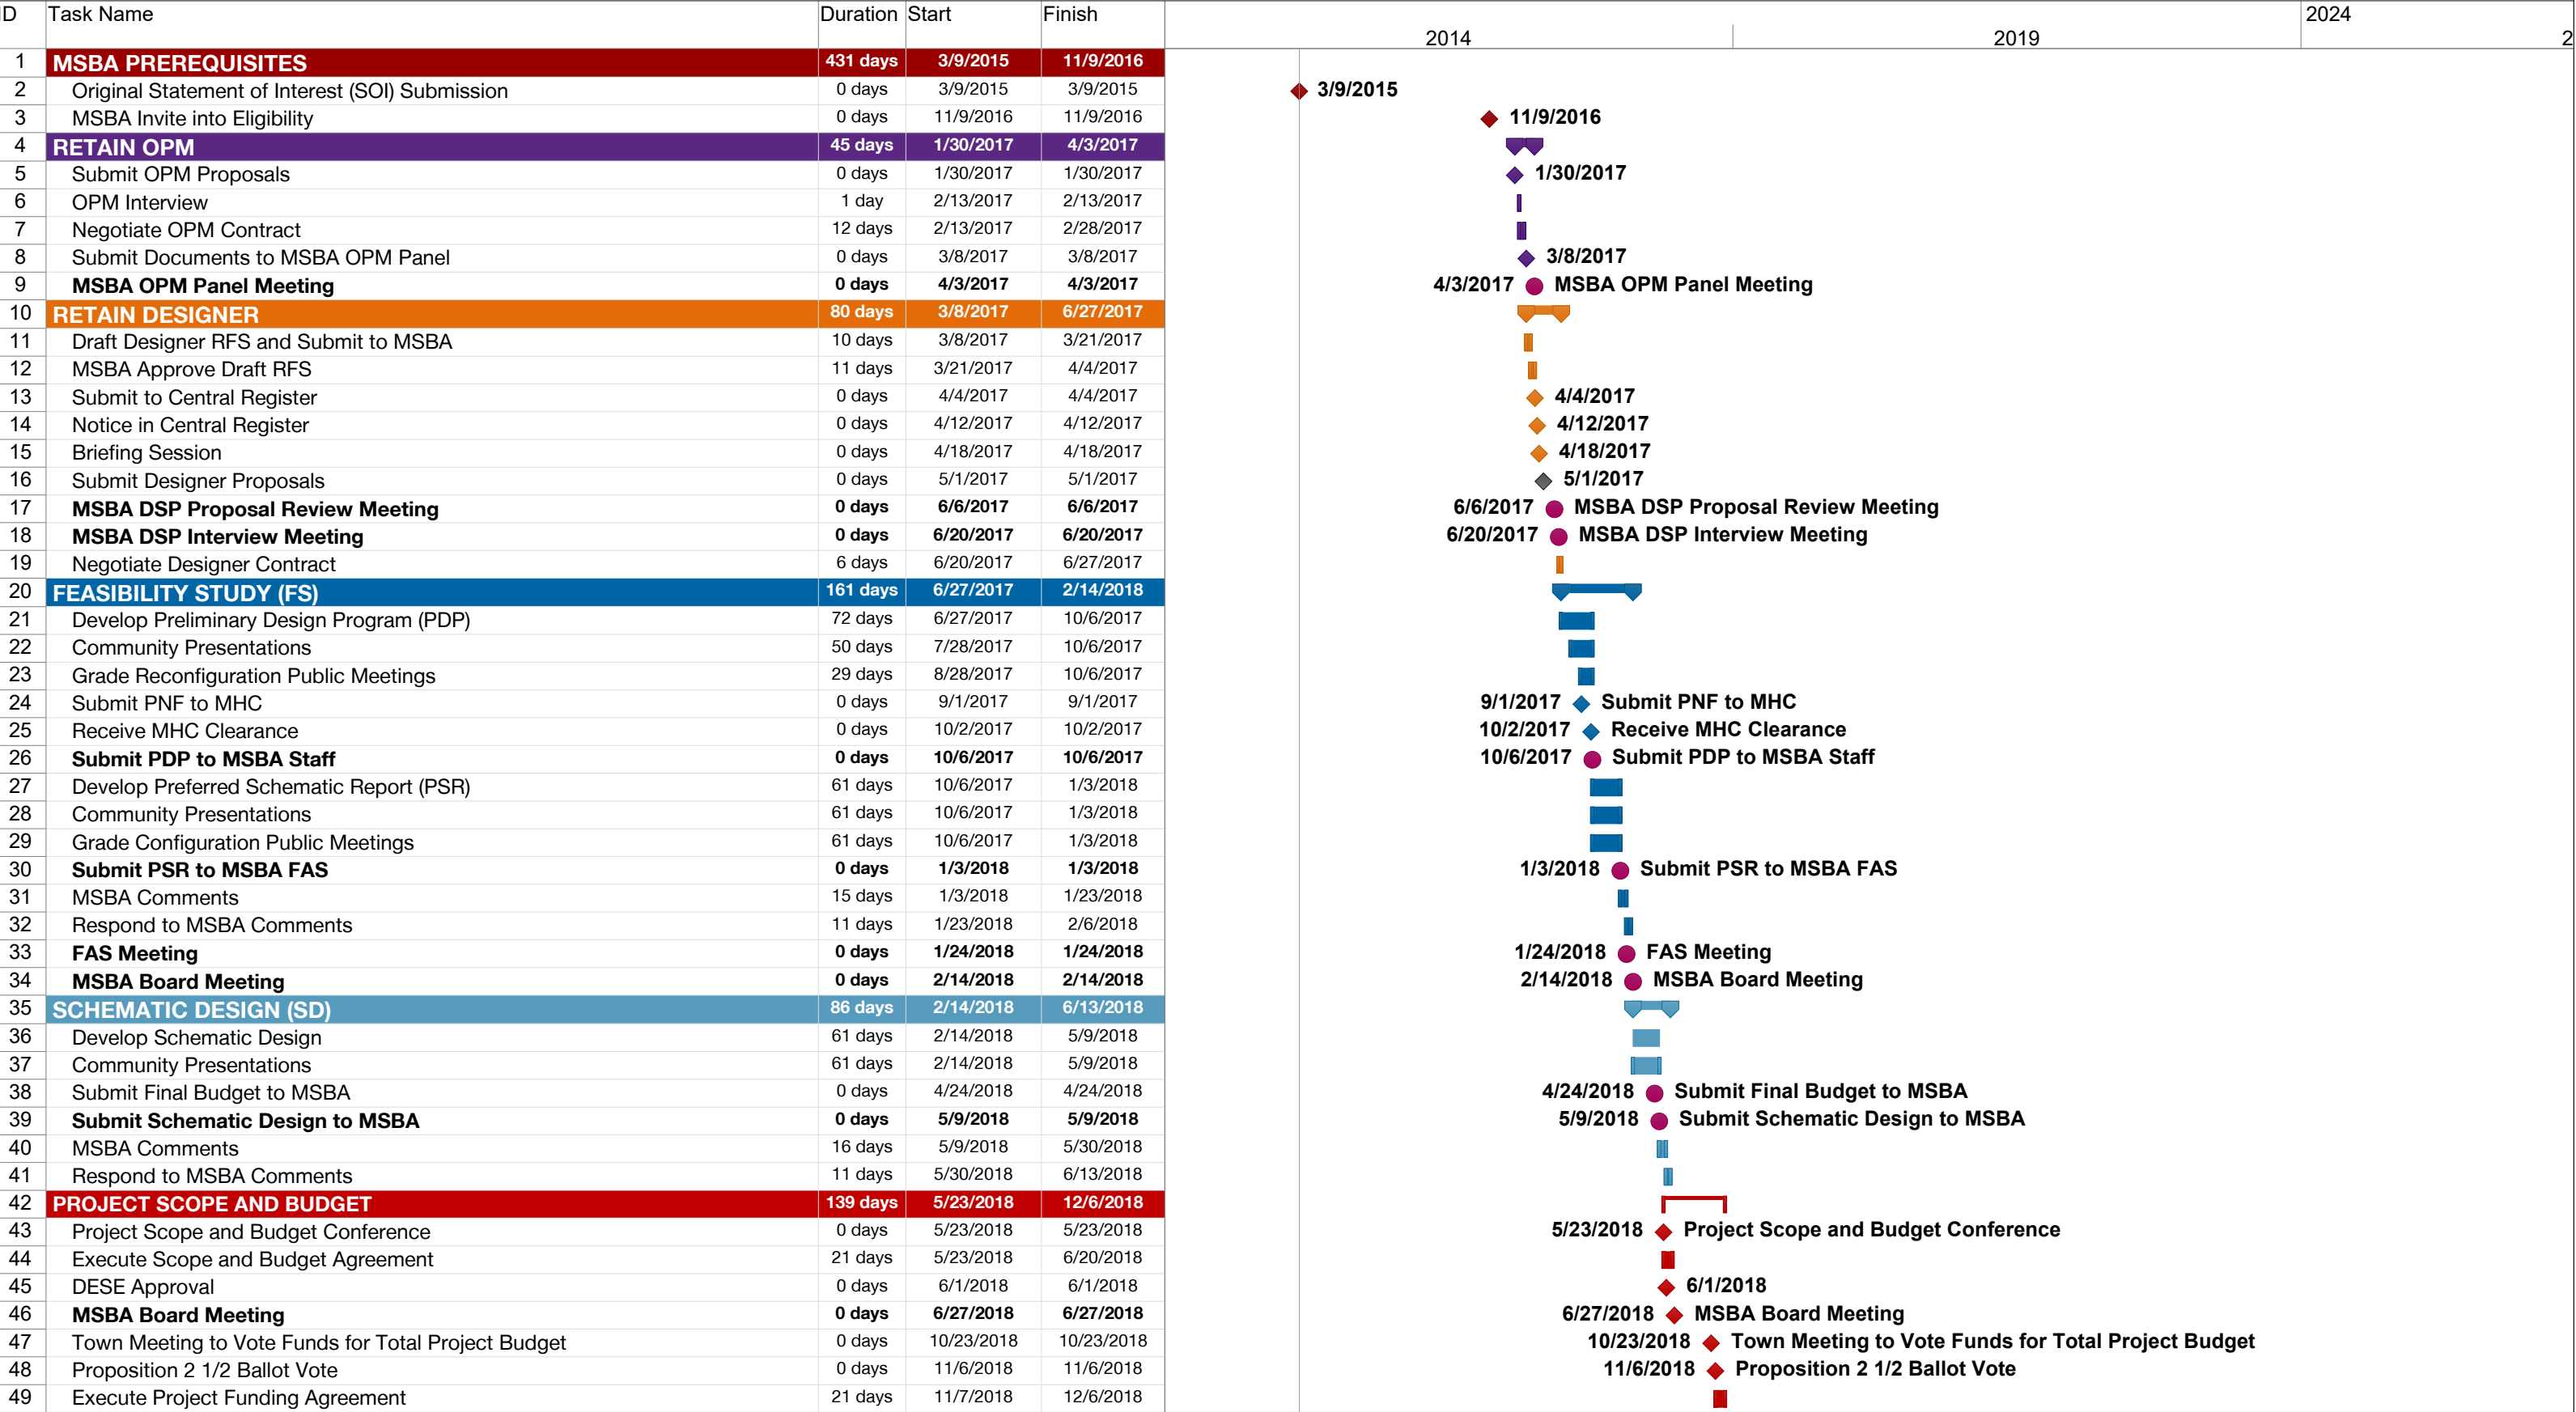 ID Task Name Duration Start Finish 2024
2014 2019 2
1 MSBA PREREQUISITES 431 days 3/9/2015 11/9/2016
2 Original Statement of Interest (SOI) Submission 0 days 3/9/2015 3/9/2015 3/9/2015
3 MSBA Invite into Eligibility 0 days 11/9/2016 11/9/2016 11/9/2016
4 RETAIN OPM 45 days 1/30/2017 4/3/2017
5 Submit OPM Proposals 0 days 1/30/2017 1/30/2017 1/30/2017
6 OPM Interview 1 day 2/13/2017 2/13/2017
7 Negotiate OPM Contract 12 days 2/13/2017 2/28/2017
8 Submit Documents to MSBA OPM Panel 0 days 3/8/2017 3/8/2017 3/8/2017
9 MSBA OPM Panel Meeting 0 days 4/3/2017 4/3/2017 4/3/2017 MSBA OPM Panel Meeting
10 RETAIN DESIGNER 80 days 3/8/2017 6/27/2017
11 Draft Designer RFS and Submit to MSBA 10 days 3/8/2017 3/21/2017
12 MSBA Approve Draft RFS 11 days 3/21/2017 4/4/2017
13 Submit to Central Register 0 days 4/4/2017 4/4/2017 4/4/2017
14 Notice in Central Register 0 days 4/12/2017 4/12/2017 4/12/2017
15 Briefing Session 0 days 4/18/2017 4/18/2017 4/18/2017
16 Submit Designer Proposals 0 days 5/1/2017 5/1/2017 5/1/2017
17 MSBA DSP Proposal Review Meeting 0 days 6/6/2017 6/6/2017 6/6/2017 MSBA DSP Proposal Review Meeting
18 MSBA DSP Interview Meeting 0 days 6/20/2017 6/20/2017 6/20/2017 MSBA DSP Interview Meeting
19 Negotiate Designer Contract 6 days 6/20/2017 6/27/2017
20 FEASIBILITY STUDY (FS) 161 days 6/27/2017 2/14/2018
21 Develop Preliminary Design Program (PDP) 72 days 6/27/2017 10/6/2017
22 Community Presentations 50 days 7/28/2017 10/6/2017
23 Grade Reconfiguration Public Meetings 29 days 8/28/2017 10/6/2017
24 Submit PNF to MHC 0 days 9/1/2017 9/1/2017 9/1/2017 Submit PNF to MHC
25 Receive MHC Clearance 0 days 10/2/2017 10/2/2017 10/2/2017 Receive MHC Clearance
26 Submit PDP to MSBA Staff 0 days 10/6/2017 10/6/2017 10/6/2017 Submit PDP to MSBA Staff
27 Develop Preferred Schematic Report (PSR) 61 days 10/6/2017 1/3/2018
28 Community Presentations 61 days 10/6/2017 1/3/2018
29 Grade Configuration Public Meetings 61 days 10/6/2017 1/3/2018
30 Submit PSR to MSBA FAS 0 days 1/3/2018 1/3/2018 1/3/2018 Submit PSR to MSBA FAS
31 MSBA Comments 15 days 1/3/2018 1/23/2018
32 Respond to MSBA Comments 11 days 1/23/2018 2/6/2018
33 FAS Meeting 0 days 1/24/2018 1/24/2018 1/24/2018 FAS Meeting
34 MSBA Board Meeting 0 days 2/14/2018 2/14/2018 2/14/2018 MSBA Board Meeting
35 SCHEMATIC DESIGN (SD) 86 days 2/14/2018 6/13/2018
36 Develop Schematic Design 61 days 2/14/2018 5/9/2018
37 Community Presentations 61 days 2/14/2018 5/9/2018
38 Submit Final Budget to MSBA 0 days 4/24/2018 4/24/2018 4/24/2018 Submit Final Budget to MSBA
39 Submit Schematic Design to MSBA 0 days 5/9/2018 5/9/2018 5/9/2018 Submit Schematic Design to MSBA
40 MSBA Comments 16 days 5/9/2018 5/30/2018
41 Respond to MSBA Comments 11 days 5/30/2018 6/13/2018
42 PROJECT SCOPE AND BUDGET 139 days 5/23/2018 12/6/2018
43 Project Scope and Budget Conference 0 days 5/23/2018 5/23/2018 5/23/2018 Project Scope and Budget Conference
44 Execute Scope and Budget Agreement 21 days 5/23/2018 6/20/2018
45 DESE Approval 0 days 6/1/2018 6/1/2018 6/1/2018
46 MSBA Board Meeting 0 days 6/27/2018 6/27/2018 6/27/2018 MSBA Board Meeting
47 Town Meeting to Vote Funds for Total Project Budget 0 days 10/23/2018 10/23/2018 10/23/2018 Town Meeting to Vote Funds for Total Project Budget
48 Proposition 2 1/2 Ballot Vote 0 days 11/6/2018 11/6/2018 11/6/2018 Proposition 2 1/2 Ballot Vote
49 Execute Project Funding Agreement 21 days 11/7/2018 12/6/2018